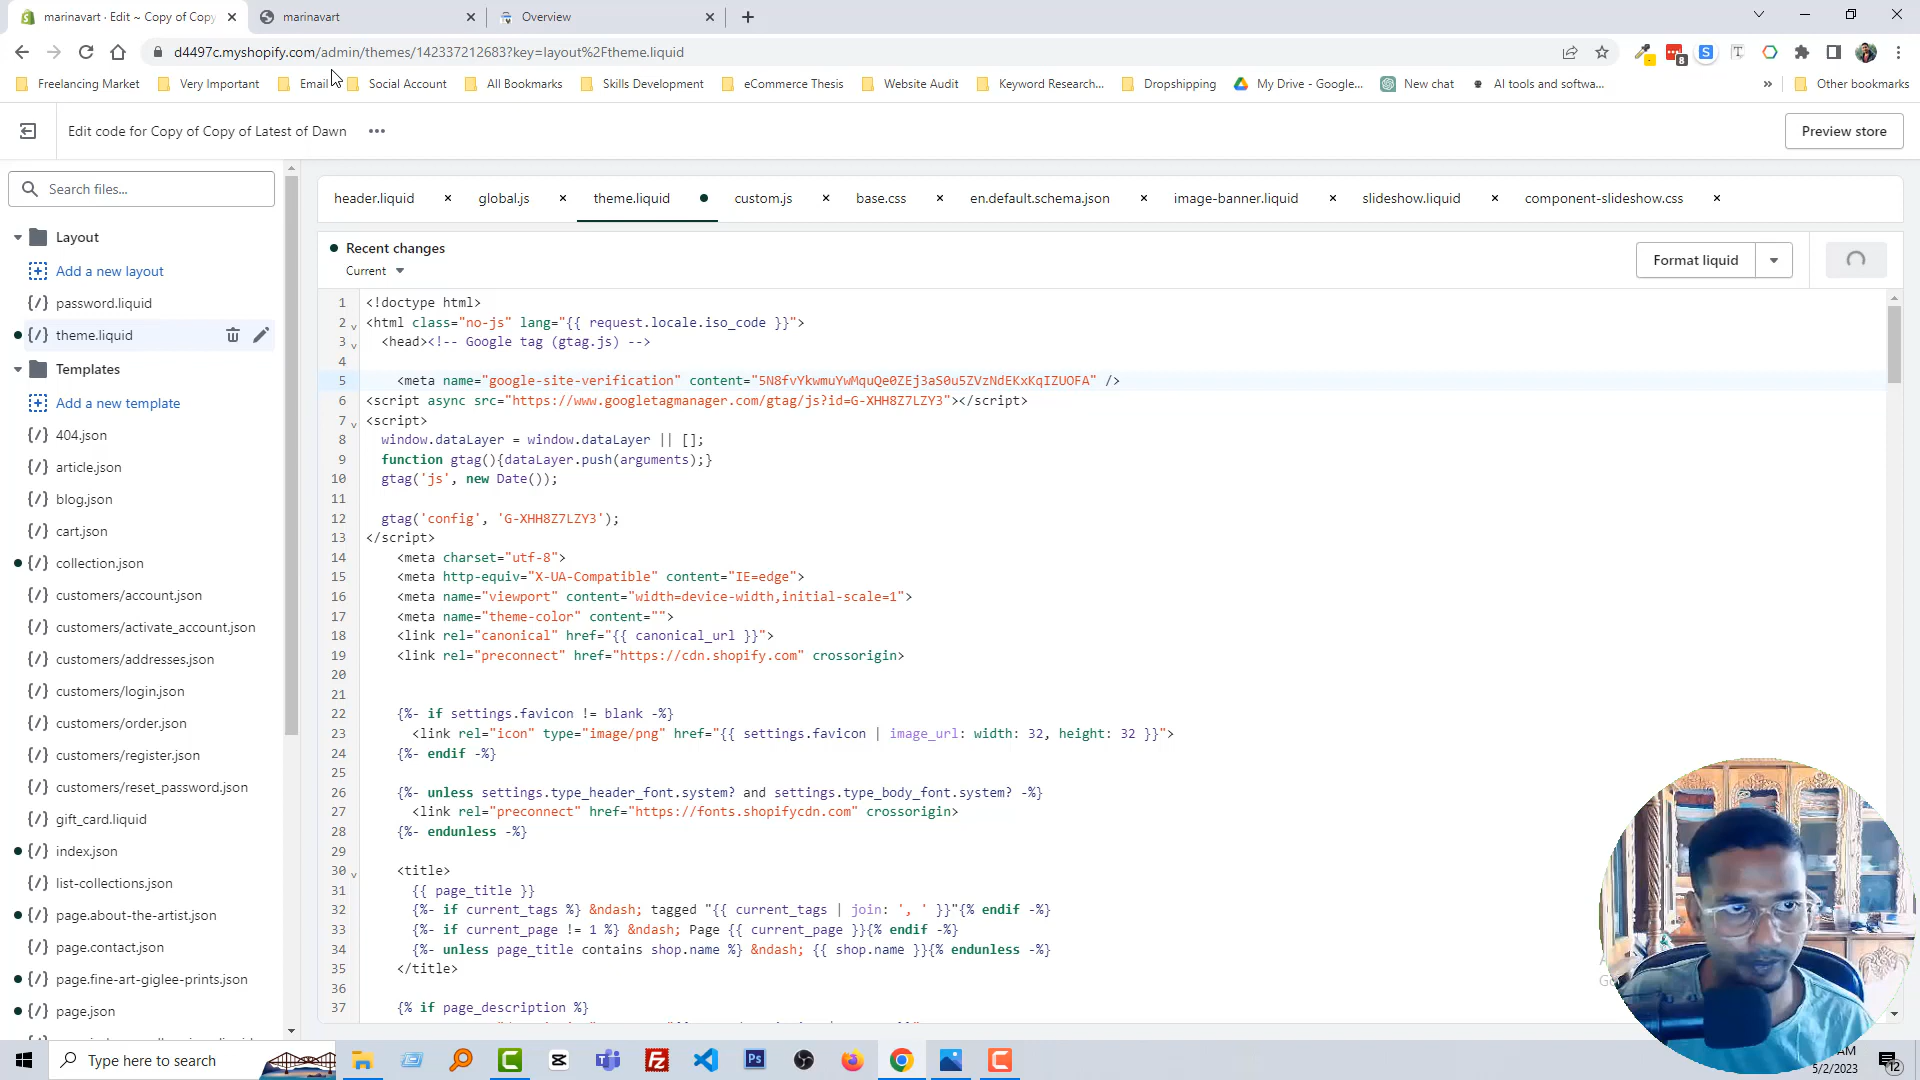 marinavart · Edit ~ Copy of Copy
marinavart
Overview
d4497c.myshopify.com/admin/themes/142337212683?key=layout%2Ftheme.liquid
8
Freelancing Market
Very Important
Email
Social Account
All Bookmarks
Skills Development
eCommerce Thesis
Website Audit
Keyword Research...
Dropshipping
My Drive - Google...
New chat
AI tools and softwa...
»
Other bookmarks
Edit code for Copy of Copy of Latest of Dawn
Preview store
Search files...
header.liquid
global.js
theme.liquid
custom.js
base.css
en.default.schema.json
image-banner.liquid
slideshow.liquid
component-slideshow.css
Recent changes
Current
Format liquid
Layout
Add a new layout
password.liquid
theme.liquid
Templates
Add a new template
404.json
article.json
blog.json
cart.json
collection.json
customers/account.json
customers/activate_account.json
customers/addresses.json
customers/login.json
customers/order.json
customers/register.json
customers/reset_password.json
gift_card.liquid
index.json
list-collections.json
page.about-the-artist.json
page.contact.json
page.fine-art-giglee-prints.json
page.json
1 <!doctype html>
2 <html class="no-js" lang="{{ request.locale.iso_code }}">
3 <head><!-- Google tag (gtag.js) -->
4
5 <meta name="google-site-verification" content="5N8fvYkwmuYwMquQe0ZEj3aS0u5ZVzNdEKxKqIZUOFA" />
6 <script async src="https://www.googletagmanager.com/gtag/js?id=G-XHH8Z7LZY3"></script>
7 <script>
8 window.dataLayer = window.dataLayer || [];
9 function gtag(){dataLayer.push(arguments);}
10 gtag('js', new Date());
11
12 gtag('config', 'G-XHH8Z7LZY3');
13 </script>
14 <meta charset="utf-8">
15 <meta http-equiv="X-UA-Compatible" content="IE=edge">
16 <meta name="viewport" content="width=device-width,initial-scale=1">
17 <meta name="theme-color" content="">
18 <link rel="canonical" href="{{ canonical_url }}">
19 <link rel="preconnect" href="https://cdn.shopify.com" crossorigin>
20
21
22 {%- if settings.favicon != blank -%}
23 <link rel="icon" type="image/png" href="{{ settings.favicon | image_url: width: 32, height: 32 }}">
24 {%- endif -%}
25
26 {%- unless settings.type_header_font.system? and settings.type_body_font.system? -%}
27 <link rel="preconnect" href="https://fonts.shopifycdn.com" crossorigin>
28 {%- endunless -%}
29
30 <title>
31 {{ page_title }}
32 {%- if current_tags %} &ndash; tagged "{{ current_tags | join: ', ' }}"{% endif -%}
33 {%- if current_page != 1 %} &ndash; Page {{ current_page }}{% endif -%}
34 {%- unless page_title contains shop.name %} &ndash; {{ shop.name }}{% endunless -%}
35 </title>
36
37 {% if page_description %}
Type here to search
AM
5/2/2023
12